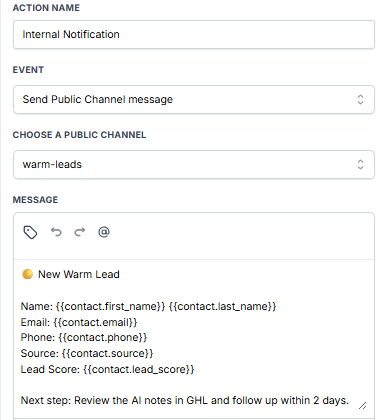 ACTION NAME
Internal Notification
EVENT
Send Public Channel message
CHOOSE A PUBLIC CHANNEL
warm-leads
MESSAGE
@
🟡 New Warm Lead
Name: {{contact.first_name}} {{contact.last_name}}
Email: {{contact.email}}
Phone: {{contact.phone}}
Source: {{contact.source}}
Lead Score: {{contact.lead_score}}
Next step: Review the AI notes in GHL and follow up within 2 days.